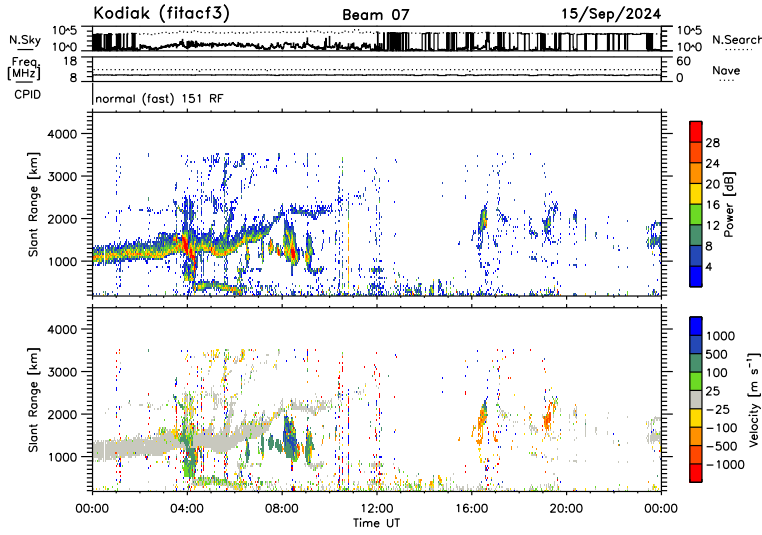 Kodiak (fitacf3) Beam 07 15/Sep/2024
N.Sky 10^5 10^0 10^5 10^0 N.Search
Freq. [MHz] 18 8 60 0 Nave
CPID normal (fast) 151 RF
Slant Range [km] 4000 3000 2000 1000
28 24 20 16 12 8 4 Power [dB]
Slant Range [km] 4000 3000 2000 1000
1000 500 100 25 -25 -100 -500 -1000 Velocity [m s⁻¹]
00:00 04:00 08:00 12:00 16:00 20:00 00:00
Time UT